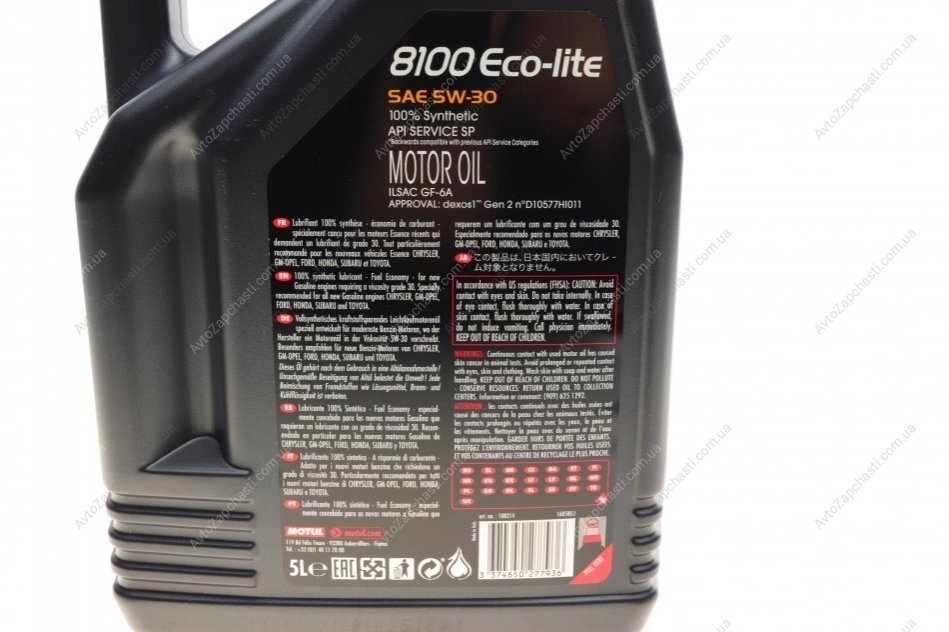 8100 Eco-lite
SAE 5W-30
100% Synthetic
API SERVICE SP
*Backwards compatible with previous API Service Categories
MOTOR OIL
ILSAC GF-6A
APPROVAL: dexos1™ Gen 2 n°D10577HI011
FR Lubrifiant 100% synthèse - économie de carburant -
spécialement conçu pour les moteurs Essence récents qui
demandent un lubrifiant de grade 30. Tout particulièrement
recommandé pour les nouveaux véhicules Essence CHRYSLER,
GM-OPEL, FORD, HONDA, SUBARU et TOYOTA.
EN 100% synthetic lubricant - Fuel Economy - for new
Gasoline engines requiring a viscosity grade 30. Specially
recommended for all new Gasoline engines CHRYSLER, GM-OPEL,
FORD, HONDA, SUBARU and TOYOTA.
DE Vollsynthetisches kraftstoffsparendes Leichtlaufmotorenöl
speziell entwickelt für modernste Benzin-Motoren, wo der
Hersteller ein Motorenöl in der Viskosität 5W-30 vorschreibt.
Besonders empfohlen für neue Benzin-Motoren von CHRYSLER,
GM-OPEL, FORD, HONDA, SUBARU und TOYOTA.
Dieses Öl gehört nach dem Gebrauch in eine Altölannahmestelle!
Unsachgemäße Beseitigung von Altöl belastet die Umwelt! Jede
Beimischung von Fremdstoffen wie Lösungsmittel, Brems- und
Kühlflüssigkeit ist verboten.
ES Lubricante 100% Sintético - Fuel Economy - especial-
mente concebido para los nuevos motores Gasolina que
requieran un lubricante con un grado de viscosidad 30. Recom-
endado en particular para los nuevos motores Gasolina de CHRYSLER,
GM-OPEL, FORD, HONDA, SUBARU y TOYOTA.
IT Lubrificante 100% sintetico - A risparmio di carburante -
Adatto per i nuovi motori benzina che richiedono un
grado di viscosità 30. Particolarmente raccomandato per tutti
i nuovi motori benzina di CHRYSLER, GM-OPEL, FORD, HONDA,
SUBARU e TOYOTA.
PT Lubrificante 100% sintético - Fuel Economy - especial-
mente concebido para os novos motores a Gasolina que
requerem um lubrificante com um grau de viscosidade 30.
Especialmente recomendado para os novos motores CHRYSLER,
GM-OPEL, FORD, HONDA, SUBARU e TOYOTA.
JA この製品は、日本国内においてクレー
ム対象となりません。
In accordance with US regulations (FHSA): CAUTION: Avoid
contact with eyes and skin. Do not take internally. In case
of eye contact, flush thoroughly with water. In case of
skin contact, flush thoroughly with water. If swallowed,
do not induce vomiting. Call physician immediately.
KEEP OUT OF REACH OF CHILDREN.
WARNINGS: Continuous contact with used motor oil has caused
skin cancer in animal tests. Avoid prolonged or repeated contact
with eyes, skin and clothing. Wash with soap and water after
handling. KEEP OUT OF REACH OF CHILDREN. DO NOT POLLUTE
- CONSERVE RESOURCES: RETURN USED OIL TO COLLECTION
CENTERS. Information or comment: (909) 625 1292.
ATTENTION : les contacts continuels avec des huiles usées ont
causé des cancers de la peau chez les animaux testés. Eviter
les contacts prolongés ou répétés avec les yeux, la peau et
les vêtements. Nettoyer la peau avec du savon et de l'eau
après manipulation. GARDER HORS DE PORTÉE DES ENFANTS.
PROTÉGEZ L'ENVIRONNEMENT : RETOURNER VOS HUILES USÉES
ET VOS CONTENANTS AU CENTRE DE RECYCLAGE LE PLUS PROCHE.
art. no.: 108214
Made in Italy
3 374650 277936
PEEL HERE
MOTUL motul.com
119 Bd Félix Faure - 93300 Aubervilliers - France
Tel. : +33 (0)1 48 11 70 00
5L℮ EAC
AvtoZapchasti.com.ua